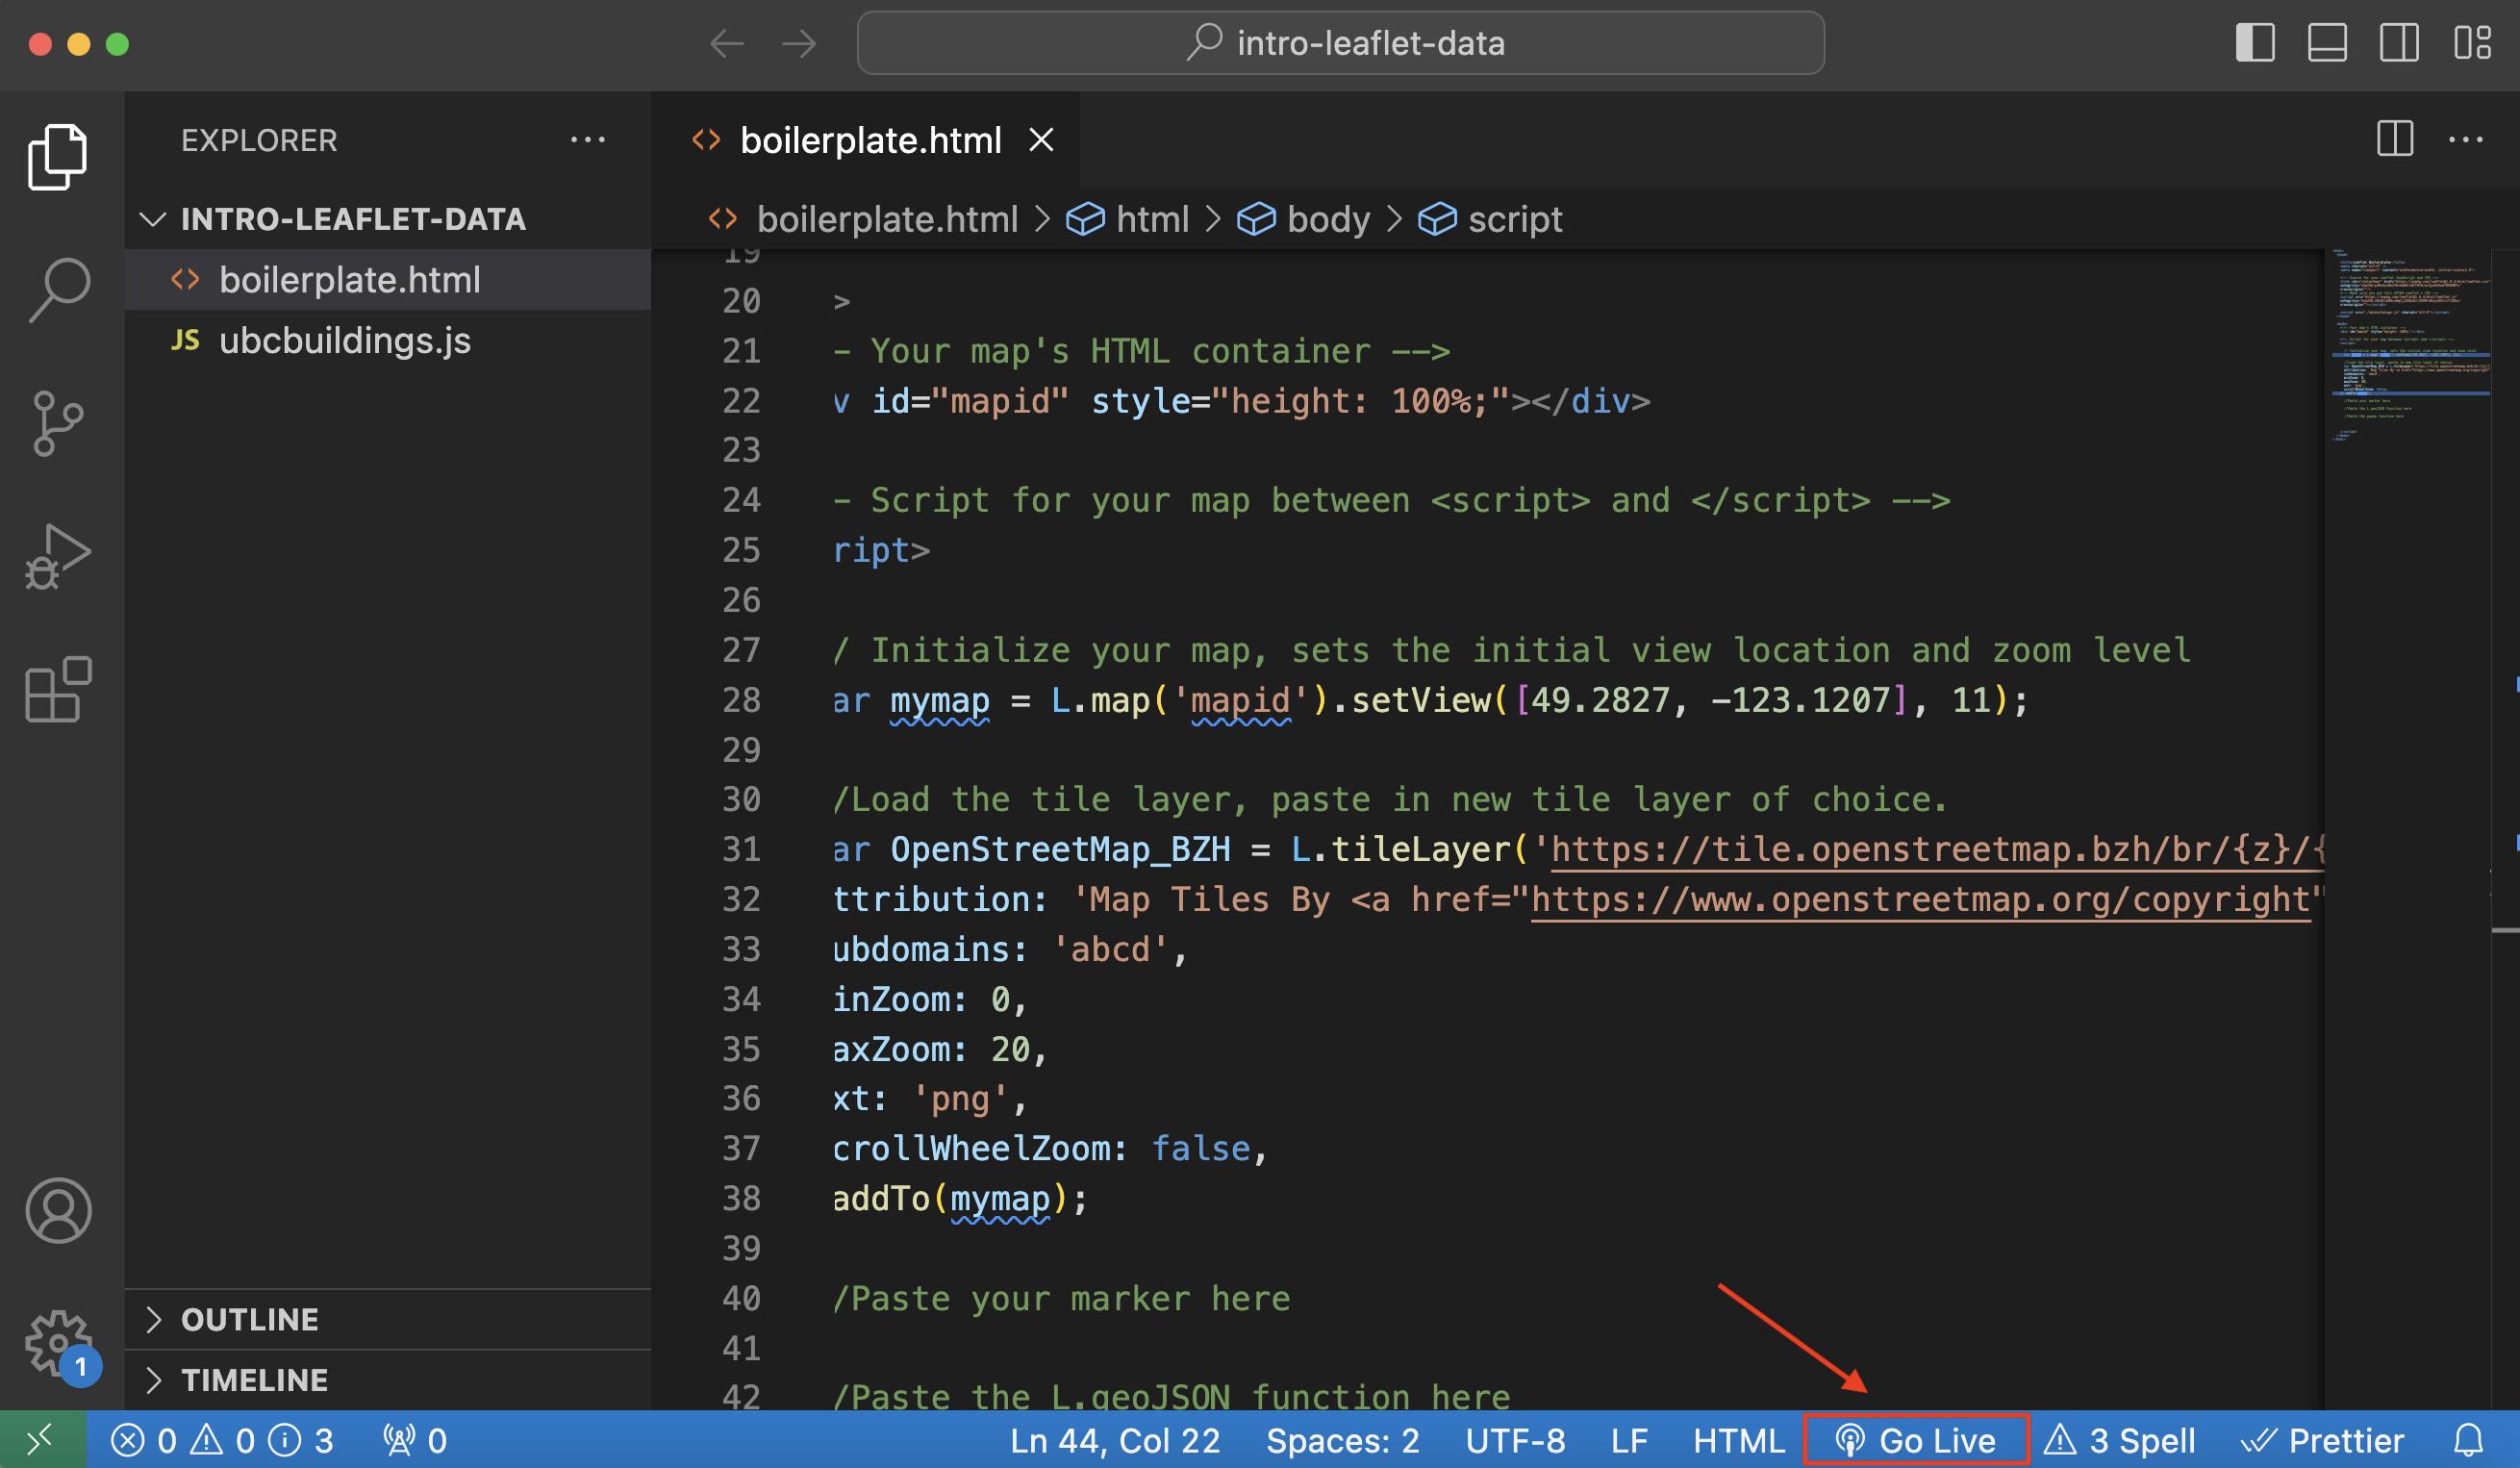 intro-leaflet-data
EXPLORER
boilerplate.html
INTRO-LEAFLET-DATA
boilerplate.html > html > body > script
boilerplate.html
JS ubcbuildings.js
19
20 >
21 - Your map's HTML container -->
22 v id="mapid" style="height: 100%;"></div>
23
24 - Script for your map between <script> and </script> -->
25 ript>
26
27 / Initialize your map, sets the initial view location and zoom level
28 ar mymap = L.map('mapid').setView([49.2827, -123.1207], 11);
29
30 /Load the tile layer, paste in new tile layer of choice.
31 ar OpenStreetMap_BZH = L.tileLayer('https://tile.openstreetmap.bzh/br/{z}/{
32 ttribution: 'Map Tiles By <a href="https://www.openstreetmap.org/copyright"
33 ubdomains: 'abcd',
34 inZoom: 0,
35 axZoom: 20,
36 xt: 'png',
37 crollWheelZoom: false,
38 addTo(mymap);
39
40 /Paste your marker here
41
42 /Paste the L.geoJSON function here
OUTLINE
1
TIMELINE
0 0 3 0 Ln 44, Col 22 Spaces: 2 UTF-8 LF HTML Go Live 3 Spell Prettier